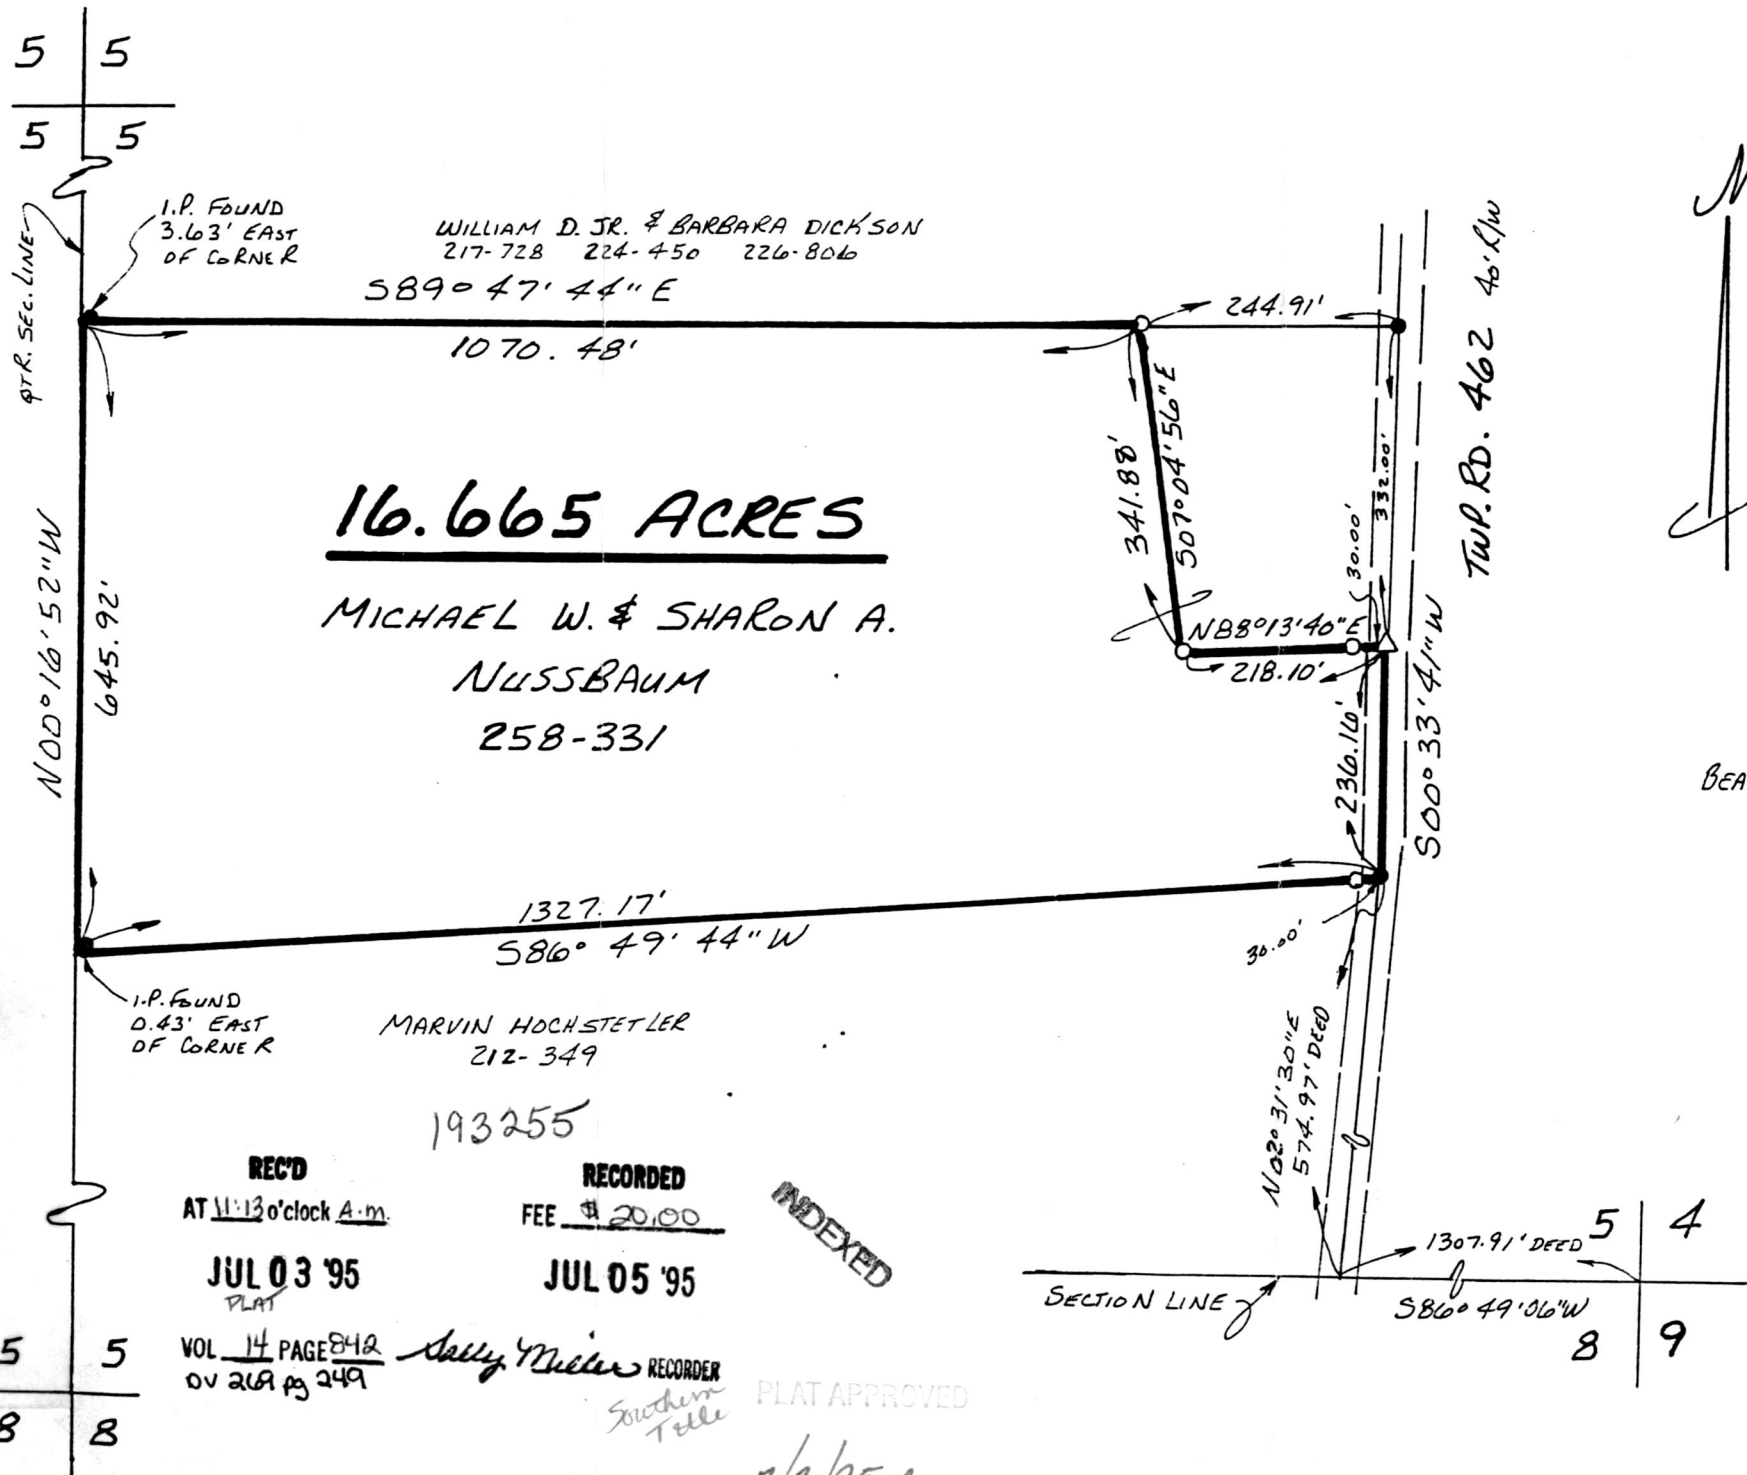 5 5
5 5
QTR. SEC. LINE
I.P. FOUND
3.63' EAST
OF CORNER
WILLIAM D. JR. & BARBARA DICKSON
217-728 224-450 226-806
S89° 47' 44" E
1070.48'
244.91'
N
TWP. RD. 462 40' R/W
332.00'
341.88'
S07°04'56"E
30.00'
N88°13'40"E
218.10'
16.665 ACRES
MICHAEL W. & SHARON A.
NUSSBAUM
258-331
N00°16'52"W
645.92'
236.16'
S00°33'41"W
BEA
1327.17'
S86° 49' 44" W
30.00'
I.P. FOUND
0.43' EAST
OF CORNER
MARVIN HOCHSTETLER
212-349
N02°31'30"E
574.97' DEED
193255
REC'D
AT 11:13 o'clock A.m.
JUL 03 '95
PLAT
RECORDED
FEE $ 20.00
JUL 05 '95
INDEXED
VOL 14 PAGE 842 Sally Miller RECORDER
OV 269 pg 249
Southern
Title
PLAT APPROVED
SECTION LINE
1307.91' DEED
S86° 49'06"W
5 4
8 9
5 5
8 8